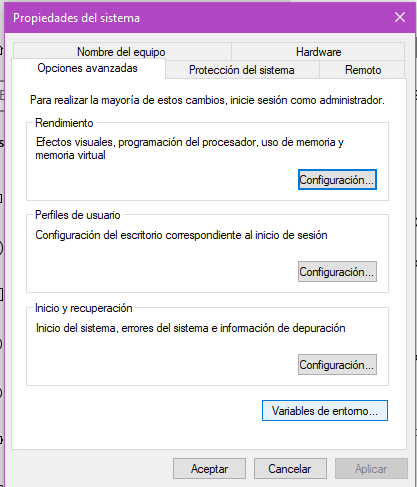 Propiedades del sistema
Nombre del equipo
Hardware
Opciones avanzadas
Protección del sistema
Remoto
Para realizar la mayoría de estos cambios, inicie sesión como administrador.
Rendimiento
Efectos visuales, programación del procesador, uso de memoria y
memoria virtual
Configuración...
Perfiles de usuario
Configuración del escritorio correspondiente al inicio de sesión
Configuración...
Inicio y recuperación
Inicio del sistema, errores del sistema e información de depuración
Configuración...
Variables de entorno...
Aceptar
Cancelar
Aplicar